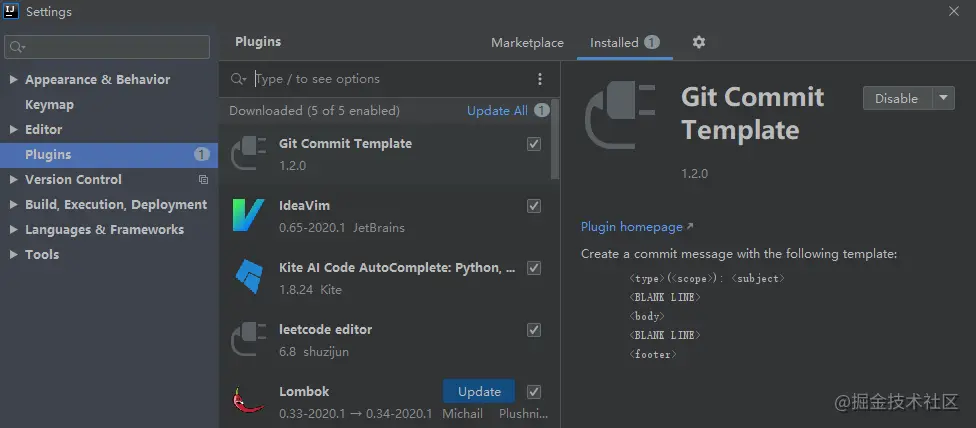 IJ
Settings
Plugins
Marketplace
Installed 1
Type / to see options
Appearance & Behavior
Keymap
Editor
Plugins 1
Version Control
Build, Execution, Deployment
Languages & Frameworks
Tools
Downloaded (5 of 5 enabled)
Update All 1
Git Commit Template
1.2.0
IdeaVim
0.65-2020.1 JetBrains
Kite AI Code AutoComplete: Python, ...
1.8.24 Kite
leetcode editor
6.8 shuzijun
Lombok
Update
0.33-2020.1 → 0.34-2020.1 Michail Plushni...
Git Commit
Template
Disable
1.2.0
Plugin homepage ↗
Create a commit message with the following template:
<type>(<scope>): <subject>
<BLANK LINE>
<body>
<BLANK LINE>
<footer>
@掘金技术社区